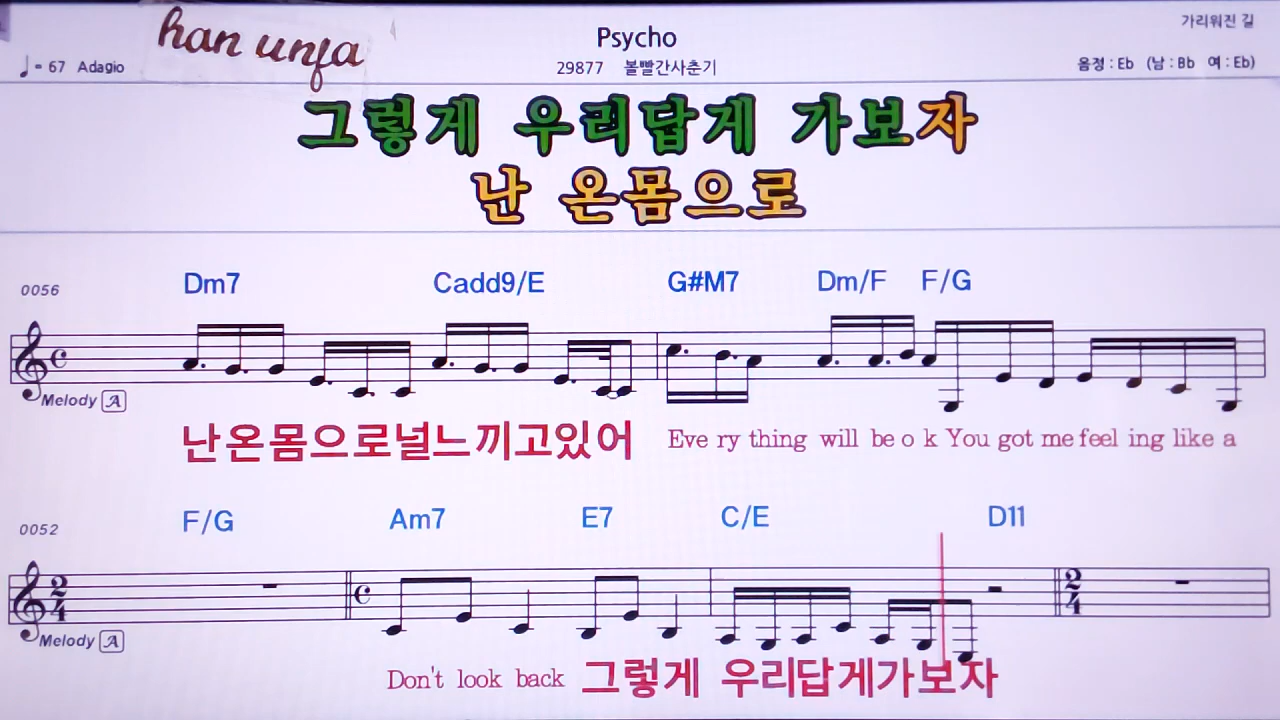 han unja
Psycho
가리워진 길
♩= 67 Adagio
29877 볼빨간사춘기
음정 : Eb (남 : Bb 여 : Eb)
그렇게 우리답게 가보자
난 온몸으로
Dm7 Cadd9/E G#M7 Dm/F F/G
0056
Melody A
난온몸으로널느끼고있어 Eve ry thing will be o k You got me feel ing like a
F/G Am7 E7 C/E D11
0052
2 4 2 4
Melody A
Don't look back 그렇게 우리답게가보자